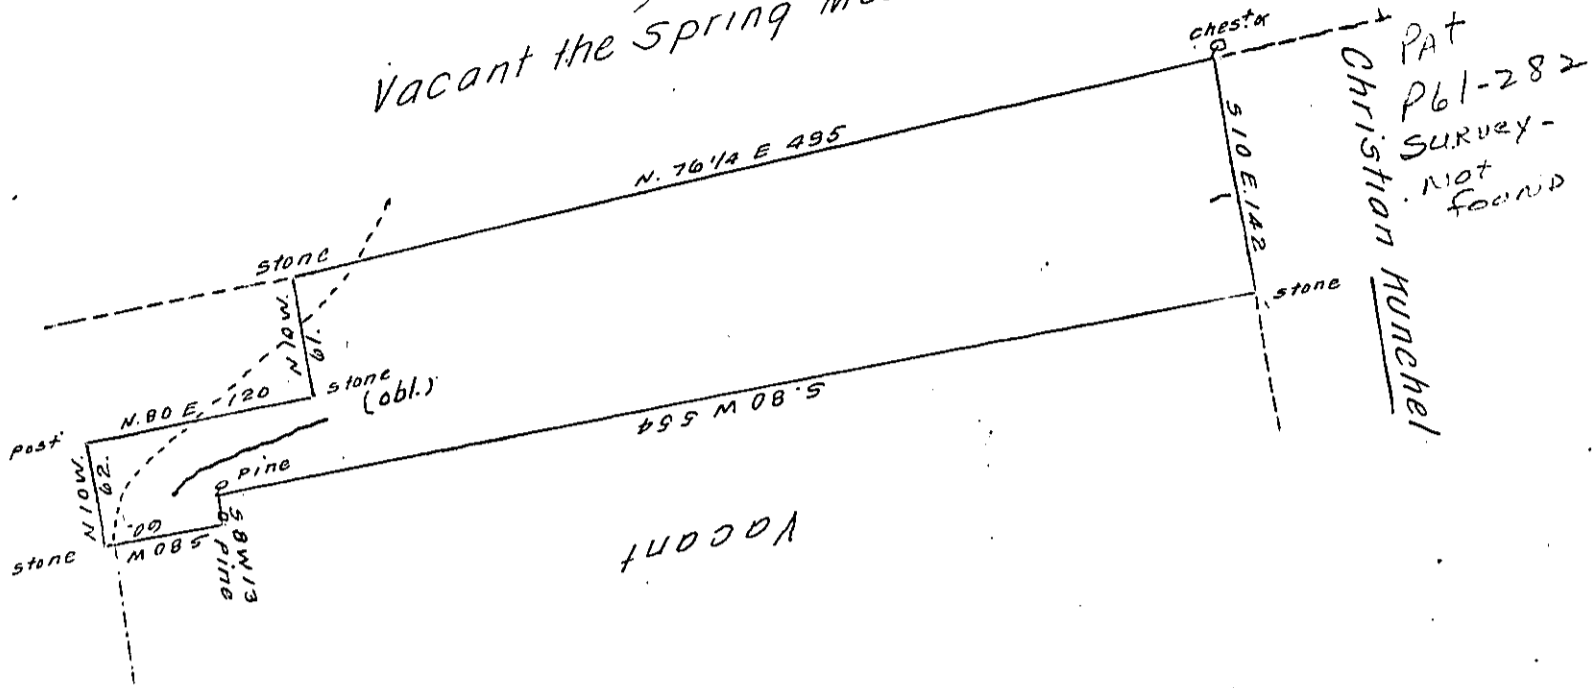 Vacant the Spring
chest.
N. 76 1/4 E 495
S 10 E. 142
stone
PAT
P61-282
SURVEY-
NOT
FOUND
Christian Kunchel
stone
N 10 W.
61.
stone
(obl.)
N. 80 E. 120
post
N 10 W.
62.
stone
S 80 W
60.
pine
S 8 W 13
pine
S. 80 W 554
Vacant